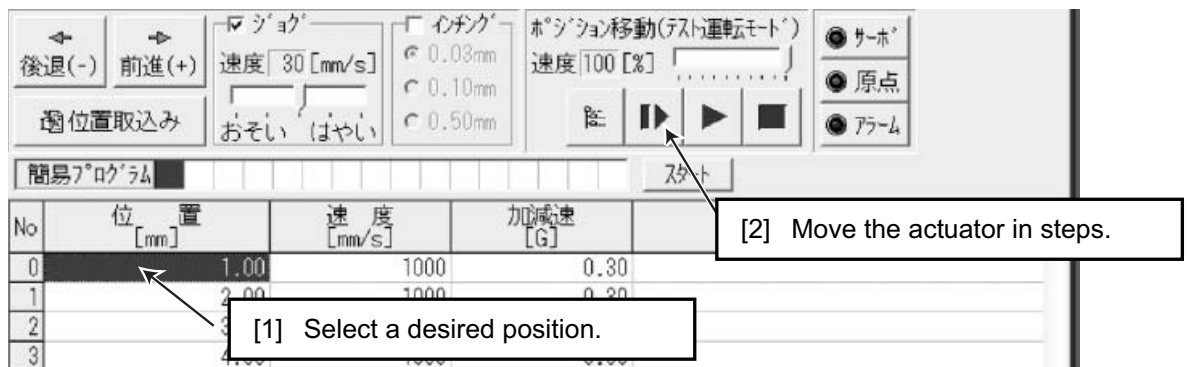 後退(-)
前進(+)
位置取込み
ジョグ
速度 30 [mm/s]
おそい はやい
インチング
0.03mm
0.10mm
0.50mm
ポジション移動(テスト運転モード)
速度 100 [%]
サーボ
原点
アラーム
簡易プログラム
スタート
No 位 置 [mm] 速 度 [mm/s] 加減速 [G]
0 1.00 1000 0.30
1 2.00 1000 0.30
2
3
[1] Select a desired position.
[2] Move the actuator in steps.